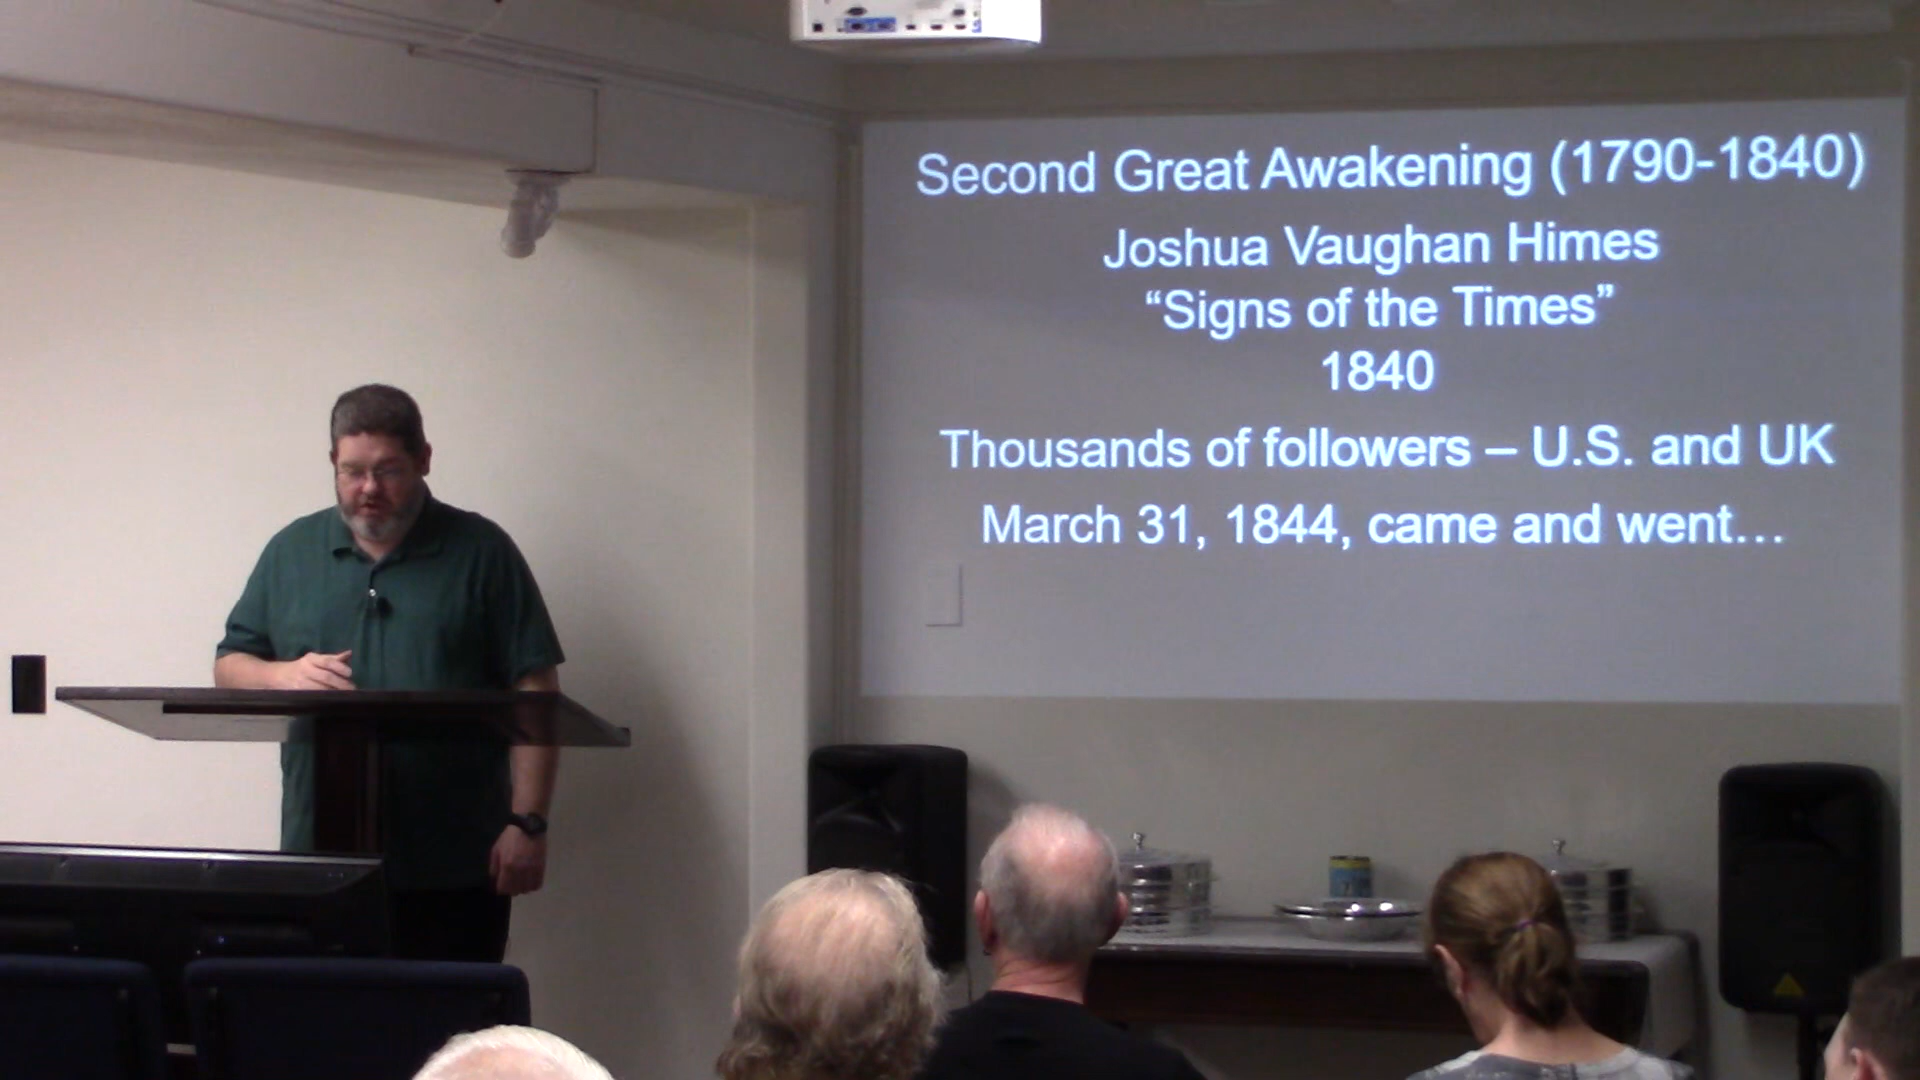 Second Great Awakening (1790-1840)
Joshua Vaughan Himes
“Signs of the Times”
1840
Thousands of followers – U.S. and UK
March 31, 1844, came and went…